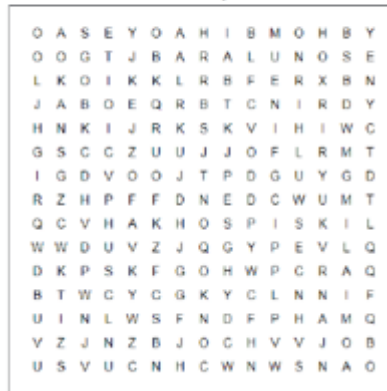 O A S E Y O A H I B M O H B Y
O O G T J B A R A L U N O S E
L K O I K K L R B F E R X B N
J A B O E Q R B T C N I R D Y
H N K I J R K S K V I H I W C
G S C C Z U U J J O F L R M T
I G D V O O J T P D G U Y G D
R Z H P F F D N E D C W U M T
Q C V H A K H O S P I S K I L
W W D U V Z J Q G Y P E V L Q
D K P S K F G O H W P C R A Q
B T W C Y C G K Y C L N N I F
U I N L W S F N D F P H A M Q
V Z J N Z B J O C H V V J O B
U S V U C N H C W N W S N A O